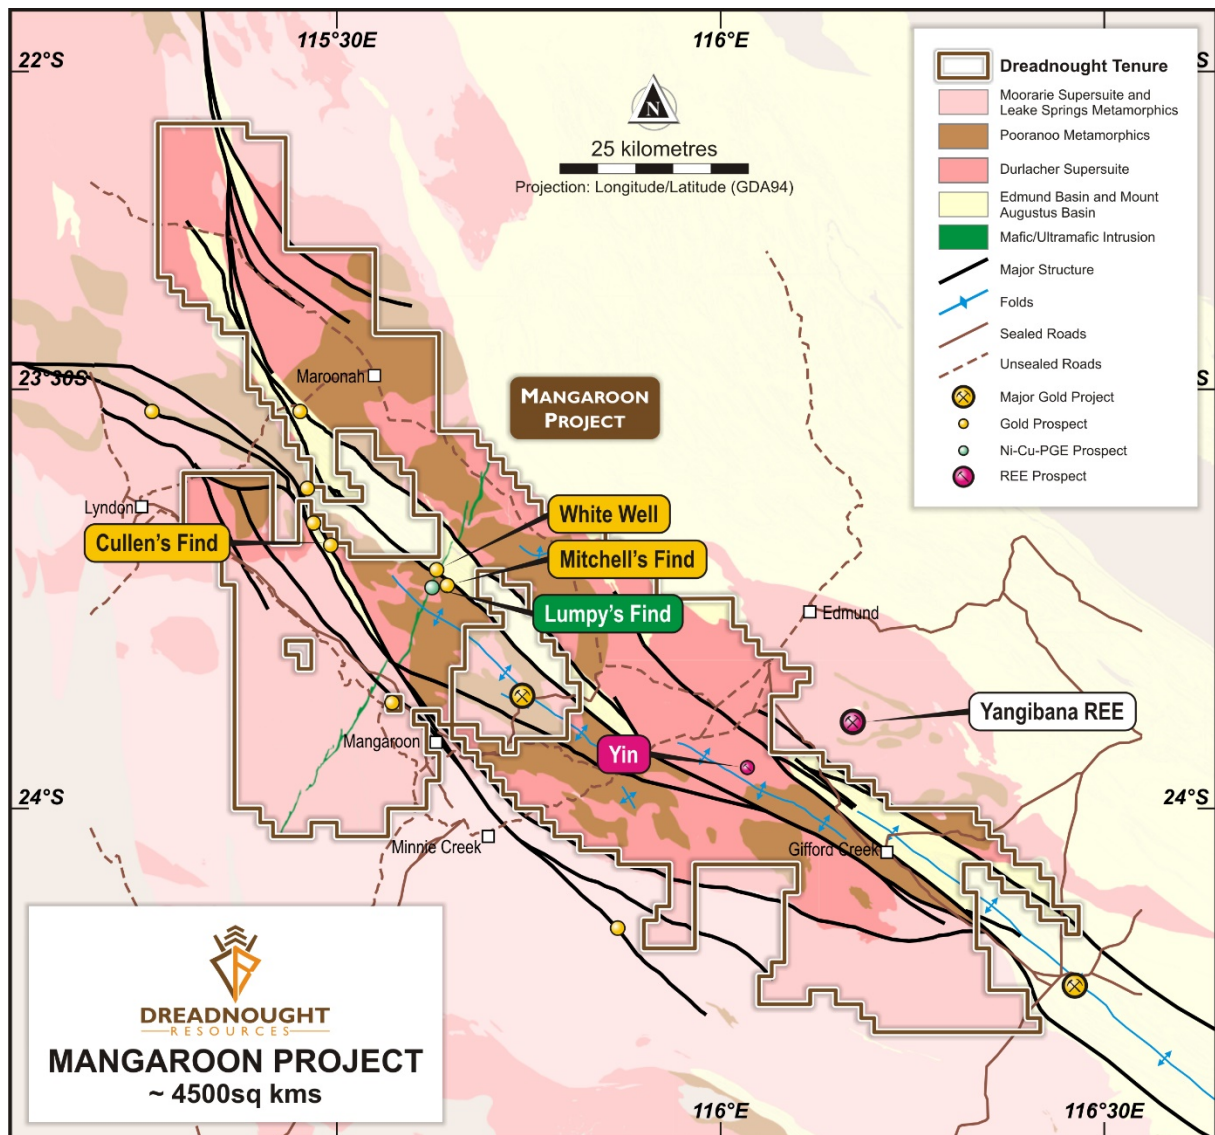 115°30E
116°E
22°S
S
N
25 kilometres
Projection: Longitude/Latitude (GDA94)
Dreadnought Tenure
Moorarie Supersuite and
Leake Springs Metamorphics
Pooranoo Metamorphics
Durlacher Supersuite
Edmund Basin and Mount
Augustus Basin
Mafic/Ultramafic Intrusion
Major Structure
Folds
Sealed Roads
Unsealed Roads
Major Gold Project
Gold Prospect
Ni-Cu-PGE Prospect
REE Prospect
23°30S
S
Maroonah
MANGAROON
PROJECT
Lyndon
Cullen's Find
White Well
Mitchell's Find
Lumpy's Find
Edmund
Yangibana REE
Mangaroon
Yin
24°S
24°S
Minnie Creek
Gifford Creek
DREADNOUGHT
RESOURCES
MANGAROON PROJECT
~ 4500sq kms
116°E
116°30E